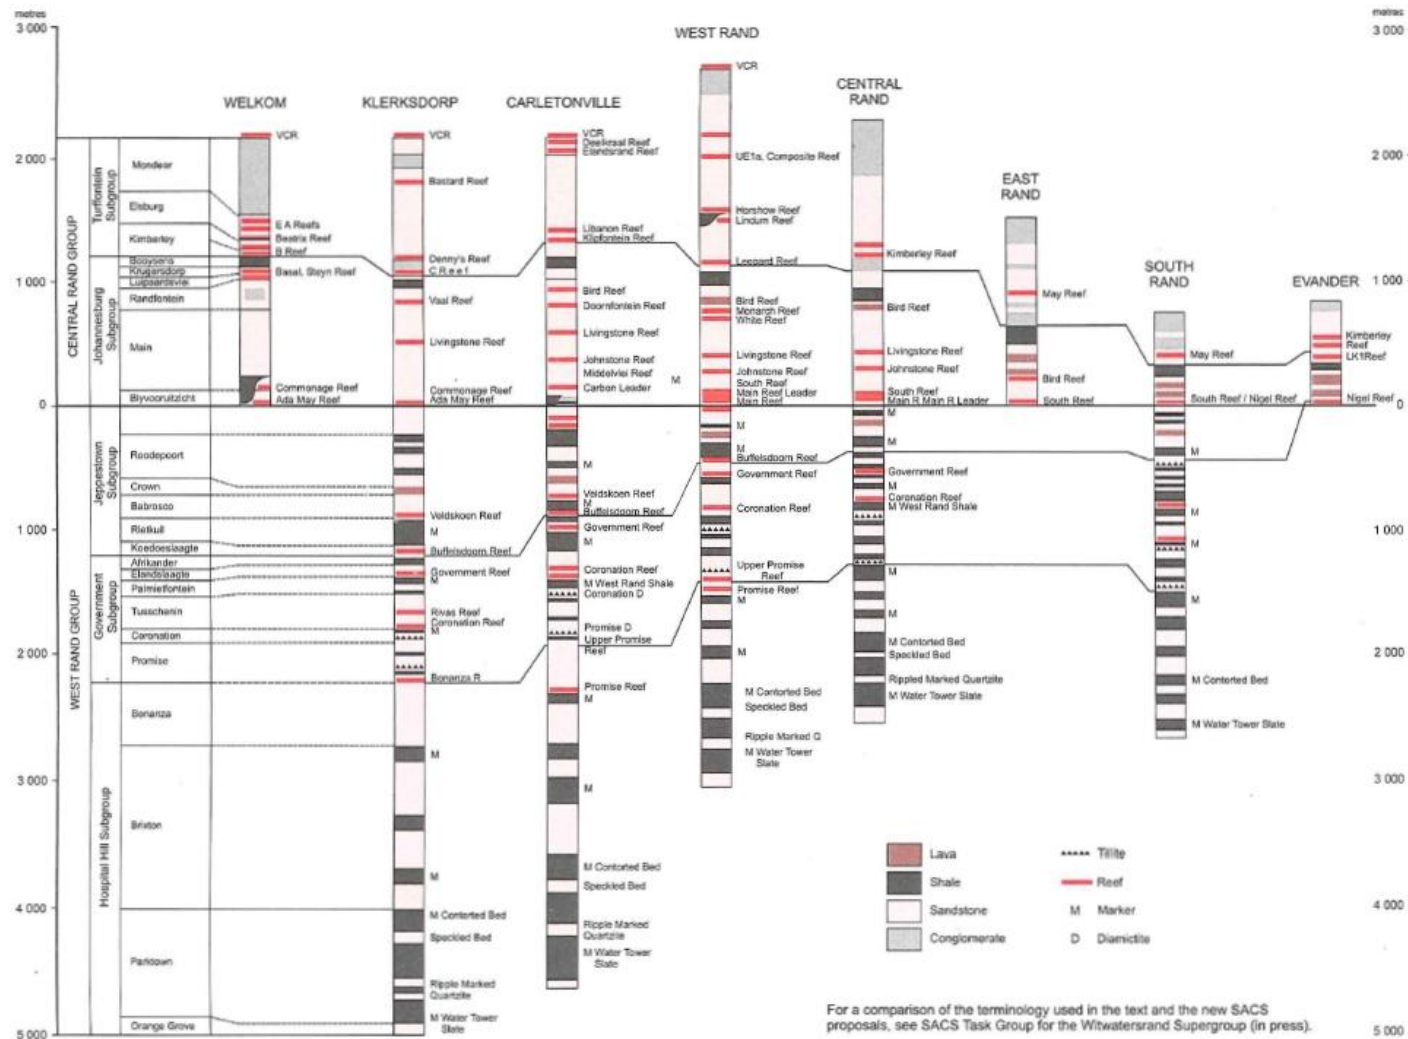 metres
3 000
2 000
1 000
0
1 000
2 000
3 000
4 000
5 000
metres
3 000
2 000
1 000
0
1 000
2 000
3 000
4 000
5 000
CENTRAL RAND GROUP
WEST RAND GROUP
Turffontein
Subgroup
Johannesburg
Subgroup
Jeppestown
Subgroup
Government
Subgroup
Hospital Hill Subgroup
Mondeor
Elsburg
Kimberley
Booysens
Krugersdorp
Luipaardsvlei
Randfontein
Main
Blyvooruitzicht
Roodepoort
Crown
Babrosco
Rietkuil
Koedoeslaagte
Afrikander
Elandslaagte
Palmietfontein
Tusschenin
Coronation
Promise
Bonanza
Brixton
Parktown
Orange Grove
WELKOM
VCR
E A Reefs
Beatrix Reef
B Reef
Basal, Steyn Reef
Commonage Reef
Ada May Reef
KLERKSDORP
VCR
Bastard Reef
Denny's Reef
C Reef
Vaal Reef
Livingstone Reef
Commonage Reef
Ada May Reef
Veldskoen Reef
M
Buffelsdoorn Reef
Government Reef
M
Rivas Reef
Coronation Reef
M
Bonanza R
M
M
M Contorted Bed
Speckled Bed
Ripple Marked
Quartzite
M Water Tower
Slate
CARLETONVILLE
VCR
Deelkraal Reef
Elandsrand Reef
Libanon Reef
Klipfontein Reef
Bird Reef
Doornfontein Reef
Livingstone Reef
Johnstone Reef
Middelvlei Reef
Carbon Leader
M
Veldskoen Reef
M
Buffelsdoorn Reef
Government Reef
M
Coronation Reef
M West Rand Shale
Coronation D
Promise D
Upper Promise
Reef
Promise Reef
M
M
M Contorted Bed
Speckled Bed
Ripple Marked
Quartzite
M Water Tower
Slate
WEST RAND
VCR
UE1a, Composite Reef
Horshow Reef
Lindum Reef
Leopard Reef
Bird Reef
Monarch Reef
White Reef
Livingstone Reef
M
Johnstone Reef
South Reef
Main Reef Leader
Main Reef
M
Buffelsdoorn Reef
Government Reef
Coronation Reef
Upper Promise
Reef
Promise Reef
M
M
M Contorted Bed
Speckled Bed
Ripple Marked Q
M Water Tower
Slate
CENTRAL
RAND
Kimberley Reef
Bird Reef
Livingstone Reef
Johnstone Reef
South Reef
Main R Main R Leader
M
M
Government Reef
M
Coronation Reef
M West Rand Shale
M
M
M Contorted Bed
Speckled Bed
Rippled Marked Quartzite
M Water Tower Slate
EAST
RAND
May Reef
Bird Reef
South Reef
SOUTH
RAND
May Reef
South Reef / Nigel Reef
M
M
M
M
M Contorted Bed
M Water Tower Slate
EVANDER
Kimberley
Reef
LK1Reef
Nigel Reef
Lava
Shale
Sandstone
Conglomerate
Tillite
Reef
M Marker
D Diamictite
For a comparison of the terminology used in the text and the new SACS
proposals, see SACS Task Group for the Witwatersrand Supergroup (in press).